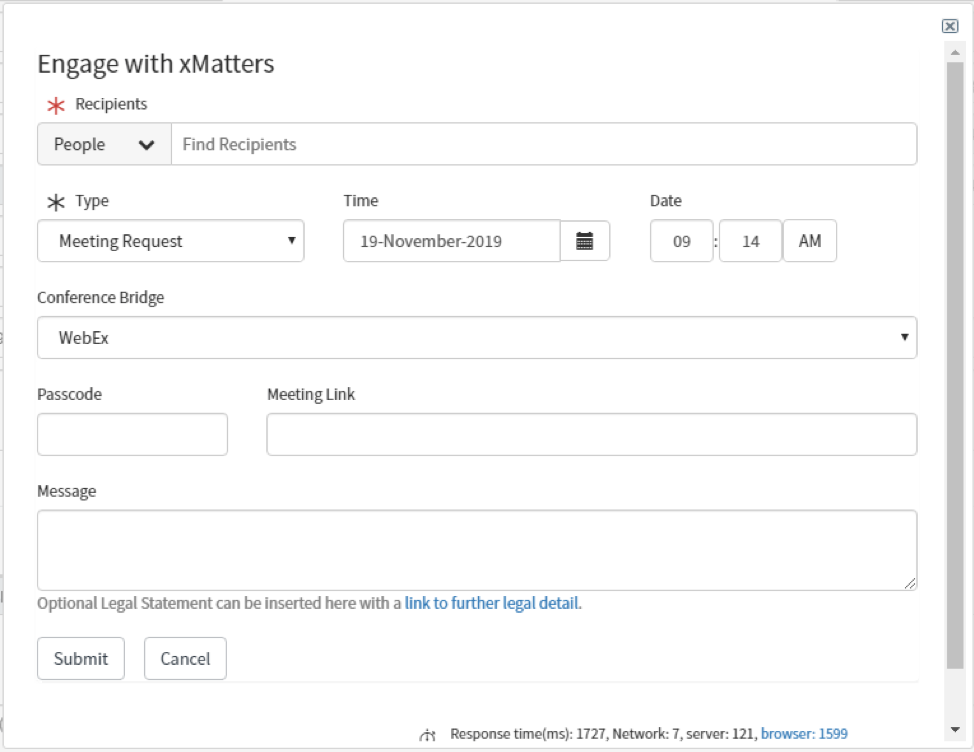 Engage with xMatters
Recipients
People Find Recipients
Type Time Date
Meeting Request 19-November-2019 09 : 14 AM
Conference Bridge
WebEx
Passcode Meeting Link
Message
Optional Legal Statement can be inserted here with a link to further legal detail.
Submit Cancel
Response time(ms): 1727, Network: 7, server: 121, browser: 1599